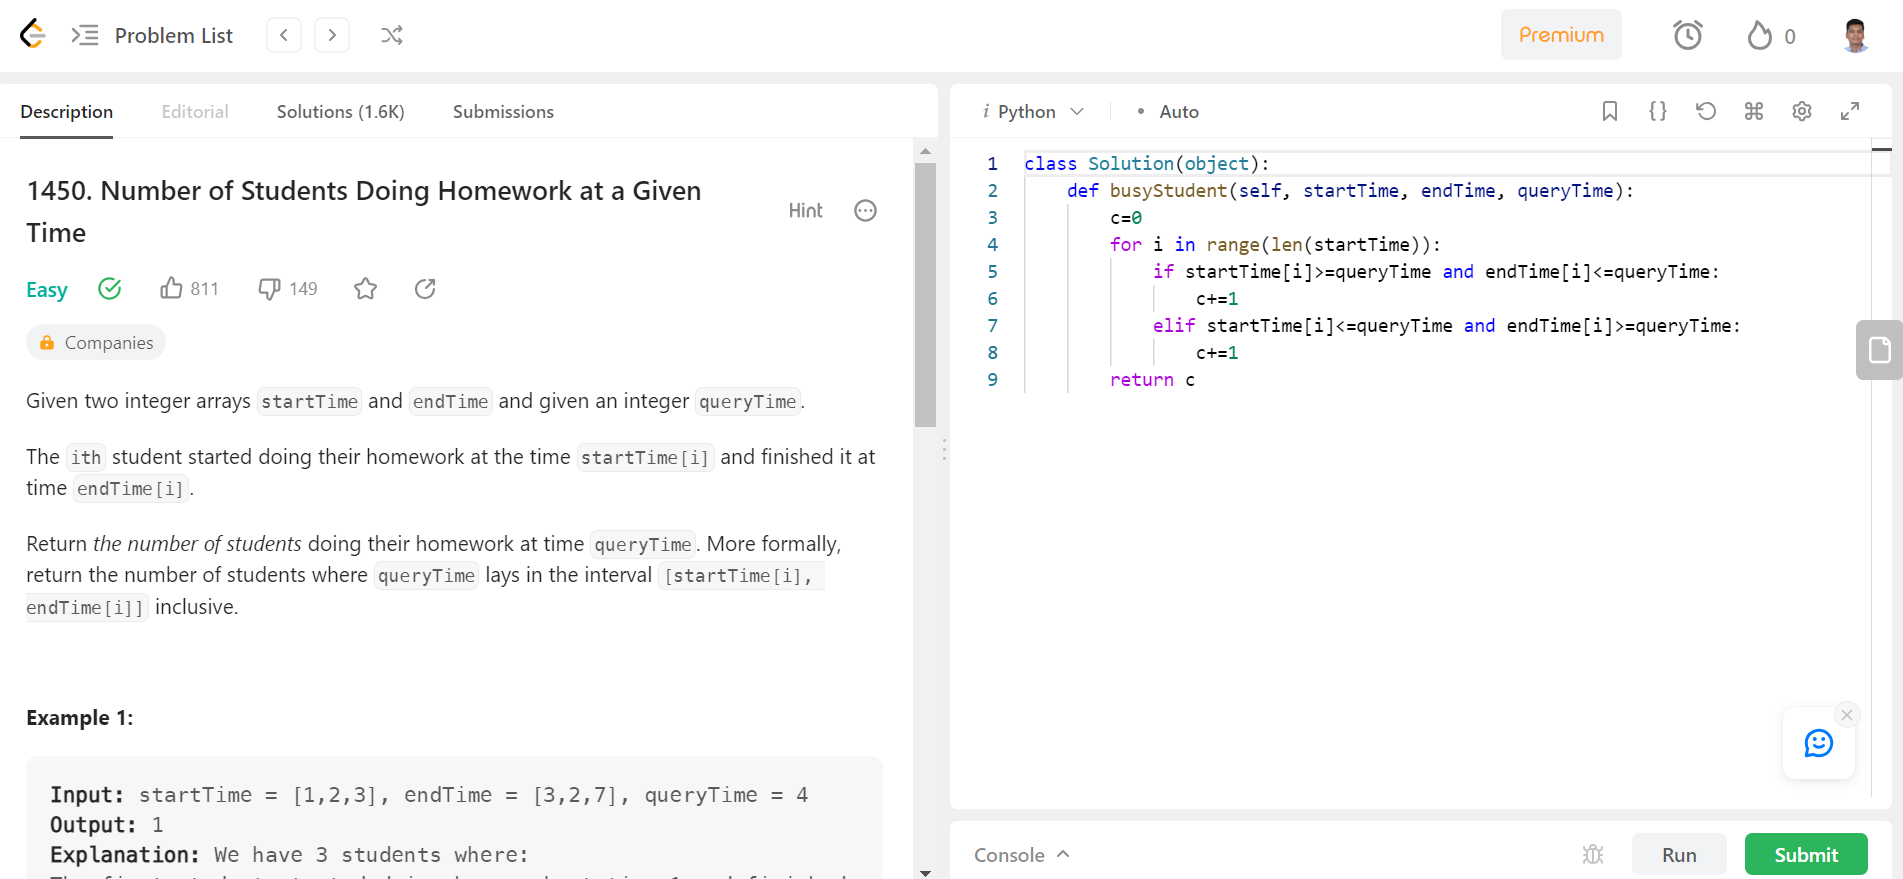 Problem List
Premium
0
Description Editorial Solutions (1.6K) Submissions
1450. Number of Students Doing Homework at a Given
Time
Hint
Easy 811 149
Companies
Given two integer arrays startTime and endTime and given an integer queryTime.
The ith student started doing their homework at the time startTime[i] and finished it at
time endTime[i].
Return the number of students doing their homework at time queryTime. More formally,
return the number of students where queryTime lays in the interval [startTime[i],
endTime[i]] inclusive.
Example 1:
Input: startTime = [1,2,3], endTime = [3,2,7], queryTime = 4
Output: 1
Explanation: We have 3 students where:
i Python • Auto
1 class Solution(object):
2 def busyStudent(self, startTime, endTime, queryTime):
3 c=0
4 for i in range(len(startTime)):
5 if startTime[i]>=queryTime and endTime[i]<=queryTime:
6 c+=1
7 elif startTime[i]<=queryTime and endTime[i]>=queryTime:
8 c+=1
9 return c
Console
Run
Submit